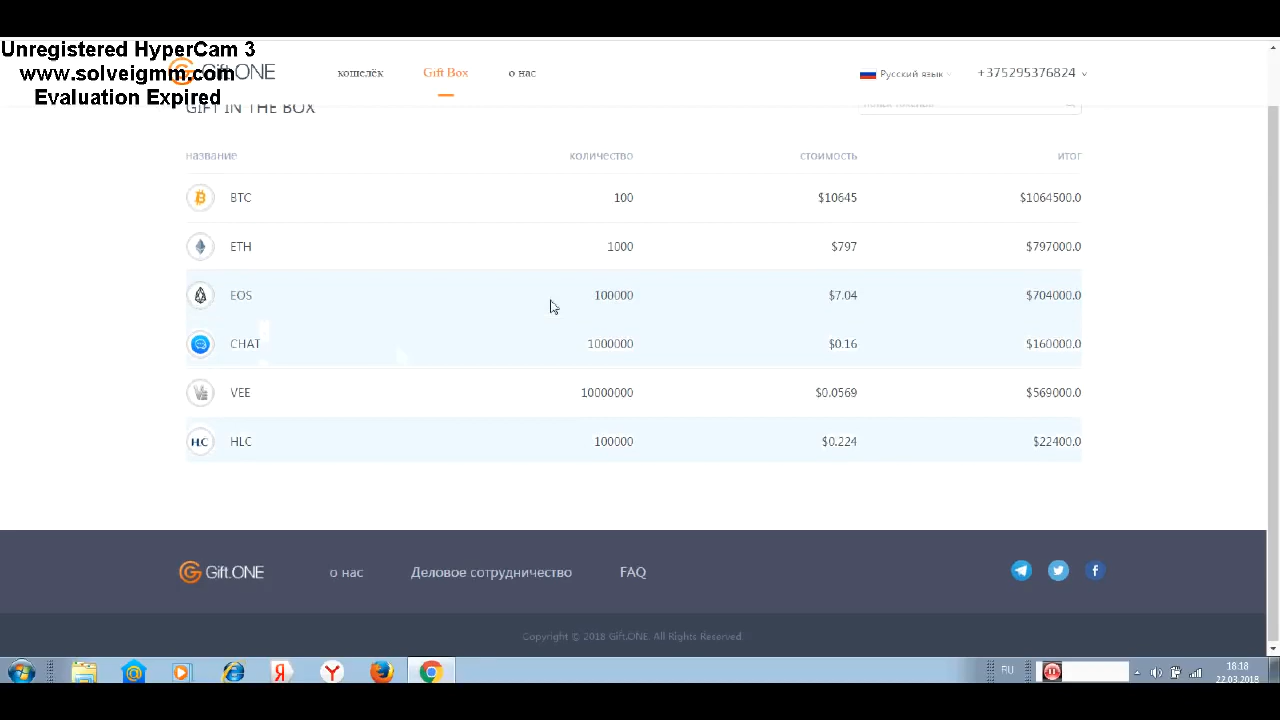 Unregistered HyperCam 3
www.solveigmm.com
Evaluation Expired
Gift.ONE
кошелёк
Gift Box
о нас
Русский язык
+375295376824
GIFT IN THE BOX
название количество стоимость итог
BTC 100 $10645 $1064500.0
ETH 1000 $797 $797000.0
EOS 100000 $7.04 $704000.0
CHAT 1000000 $0.16 $160000.0
VEE 10000000 $0.0569 $569000.0
HLC HLC 100000 $0.224 $22400.0
Gift.ONE о нас Деловое сотрудничество FAQ
Copyright © 2018 Gift.ONE. All Rights Reserved.
RU
18:18
22.03.2018